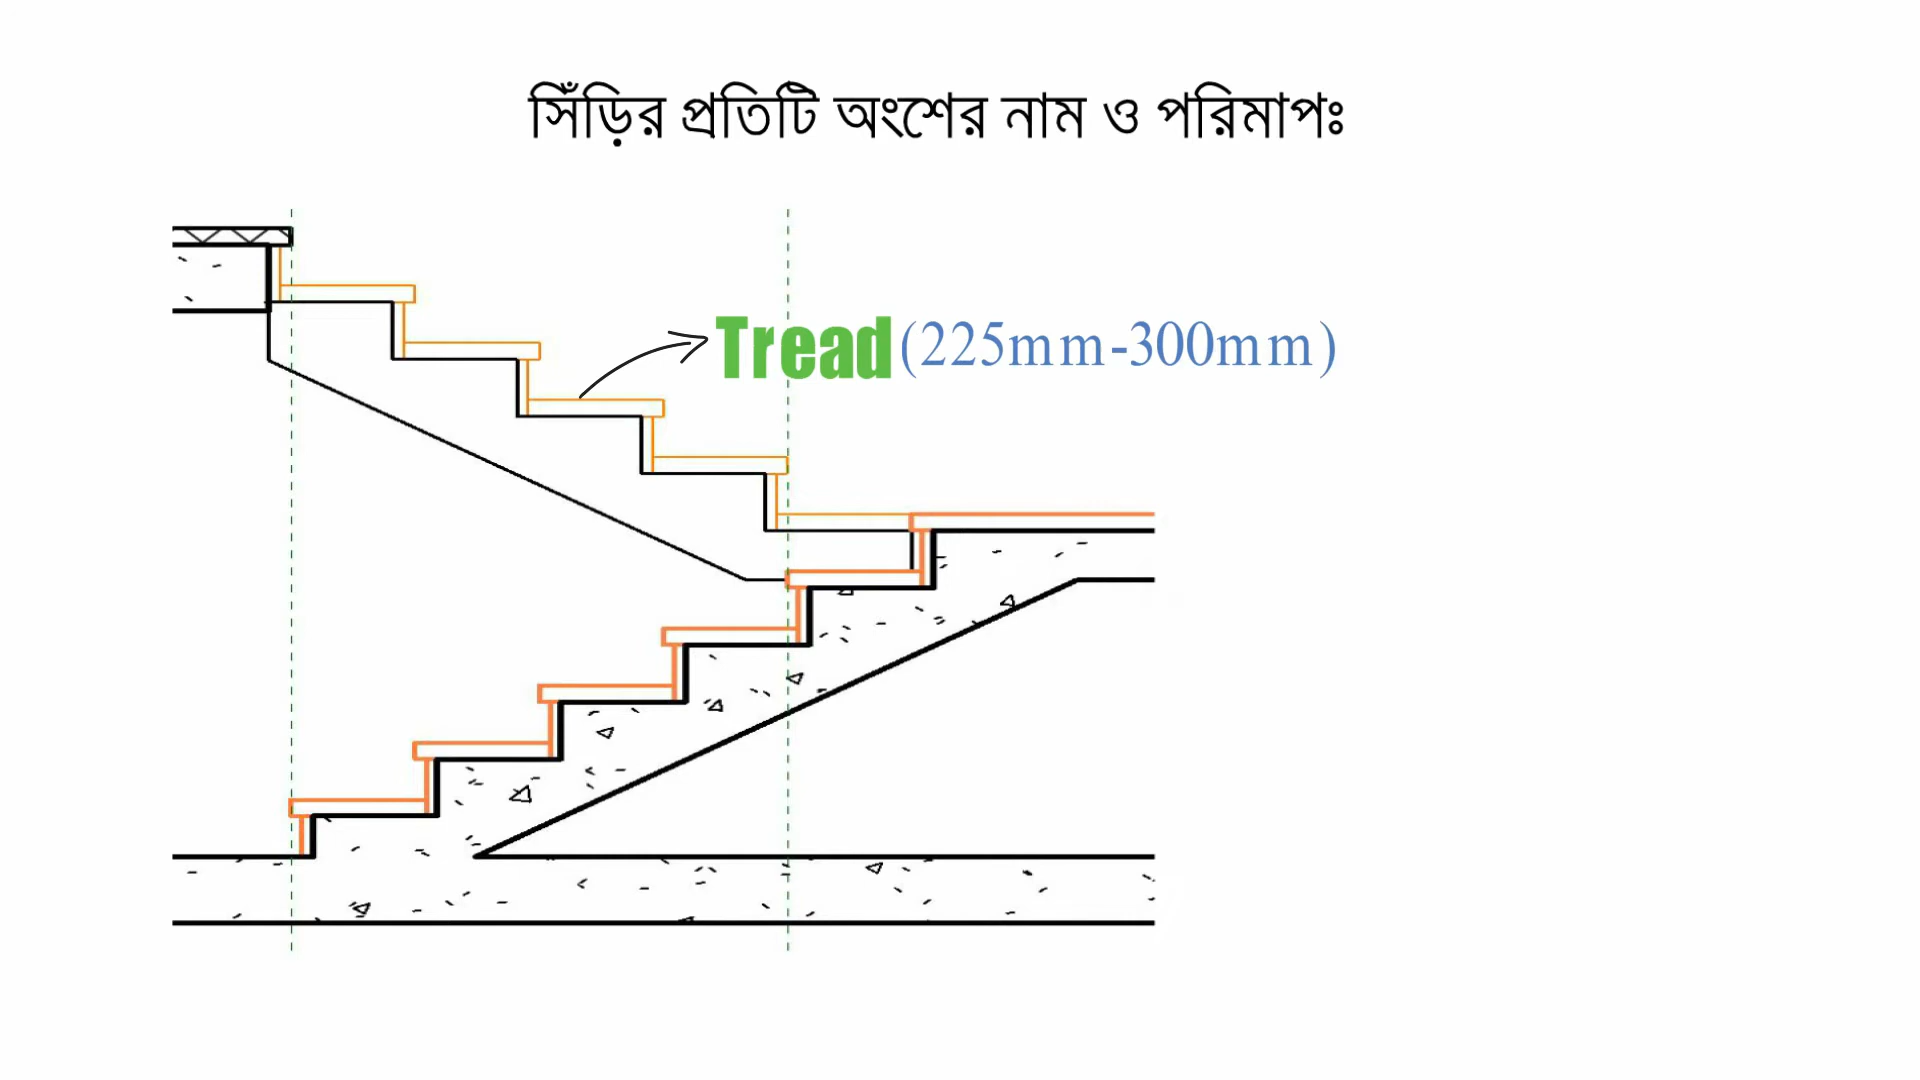 সিঁড়ির প্রতিটি অংশের নাম ও পরিমাপঃ
Tread (225mm-300mm)